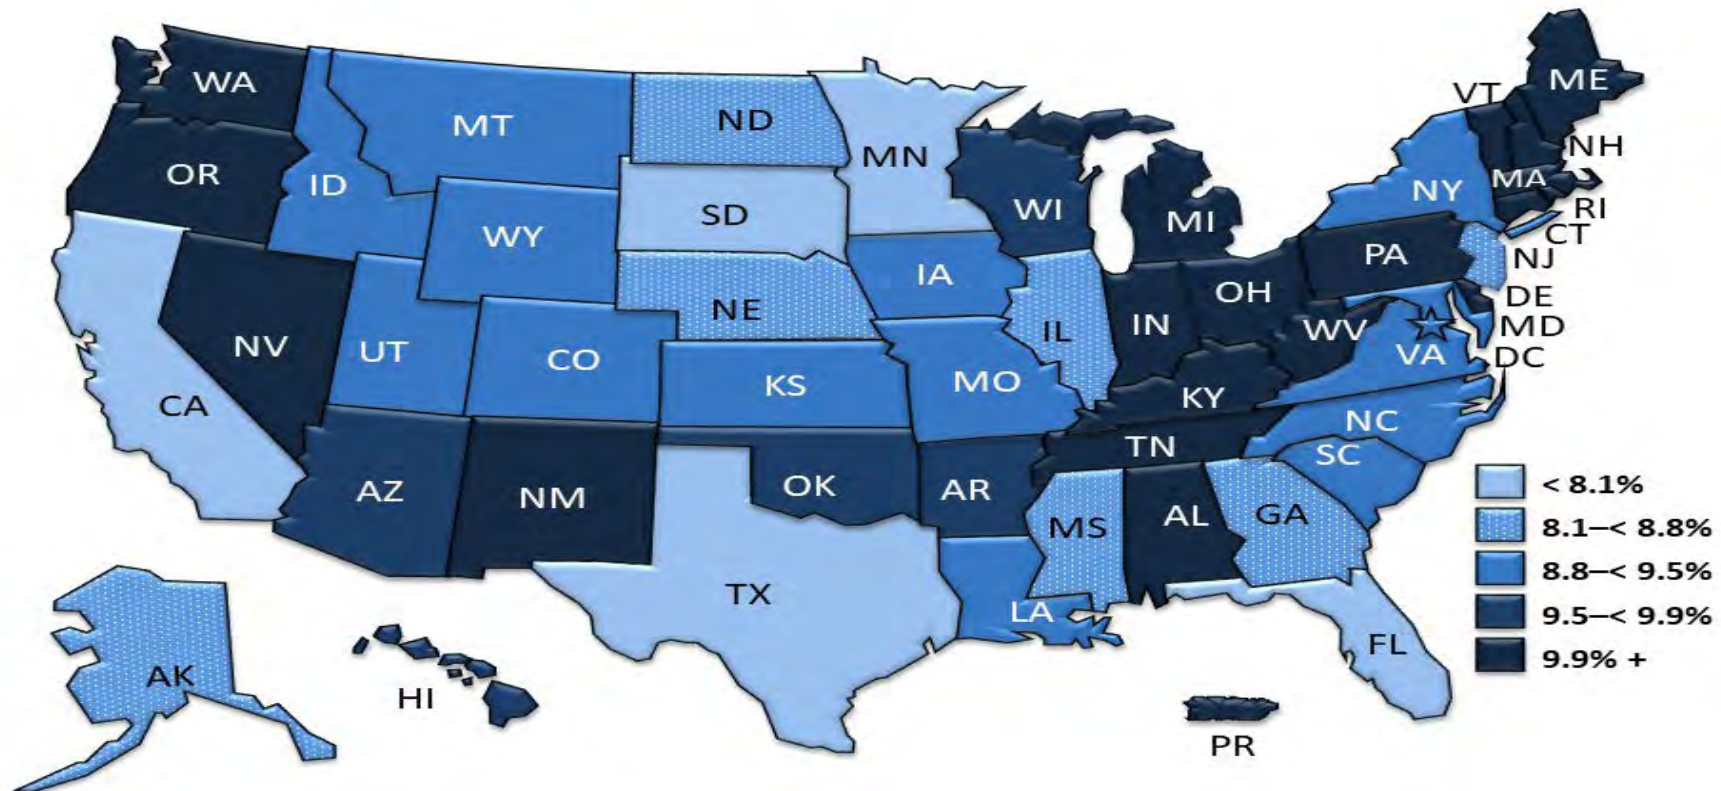 WA
MT
ND
MN
ME
VT
OR
ID
SD
WI
MI
NH
MA
NY
RI
CT
WY
IA
PA
NJ
NE
OH
DE
MD
NV
UT
CO
IL
IN
WV
VA
DC
KS
MO
KY
CA
NC
TN
SC
AZ
NM
OK
AR
MS
AL
GA
TX
LA
FL
AK
HI
PR
< 8.1%
8.1–< 8.8%
8.8–< 9.5%
9.5–< 9.9%
9.9% +